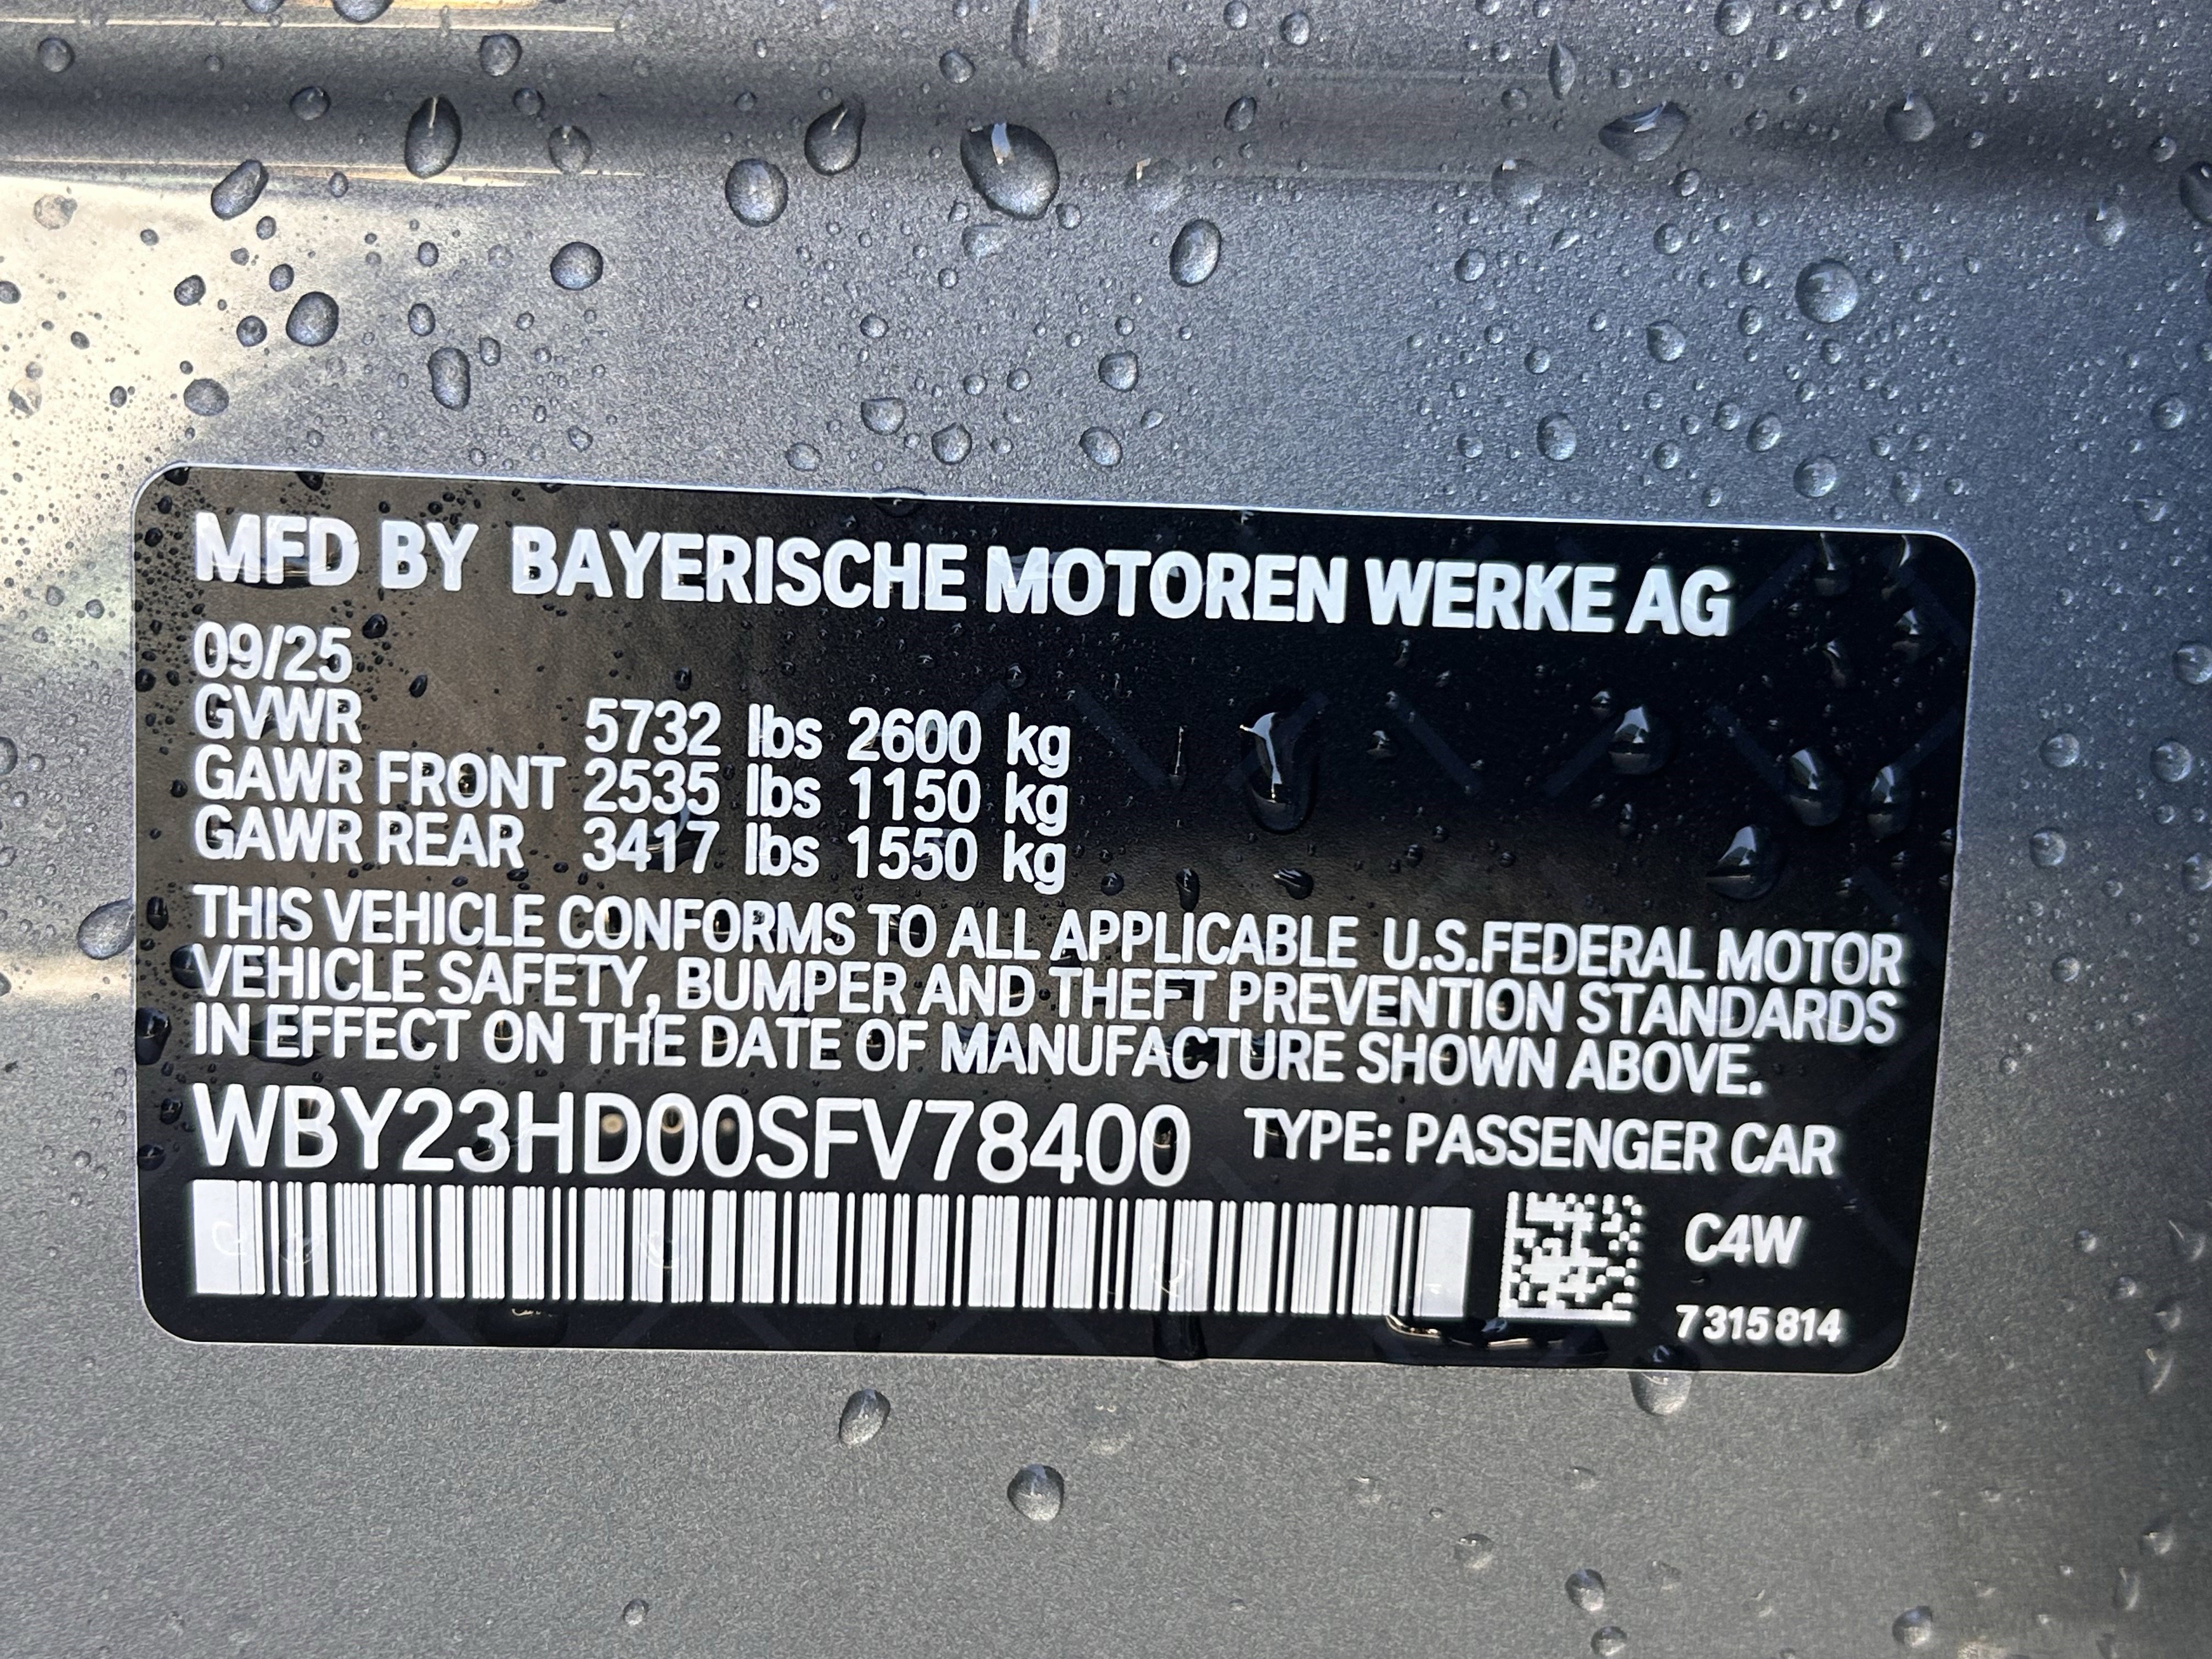 MFD BY BAYERISCHE MOTOREN WERKE AG
09/25
GVWR 5732 lbs 2600 kg
GAWR FRONT 2535 lbs 1150 kg
GAWR REAR 3417 lbs 1550 kg
THIS VEHICLE CONFORMS TO ALL APPLICABLE U.S.FEDERAL MOTOR
VEHICLE SAFETY, BUMPER AND THEFT PREVENTION STANDARDS
IN EFFECT ON THE DATE OF MANUFACTURE SHOWN ABOVE.
WBY23HD00SFV78400 TYPE: PASSENGER CAR
C4W
7 315 814